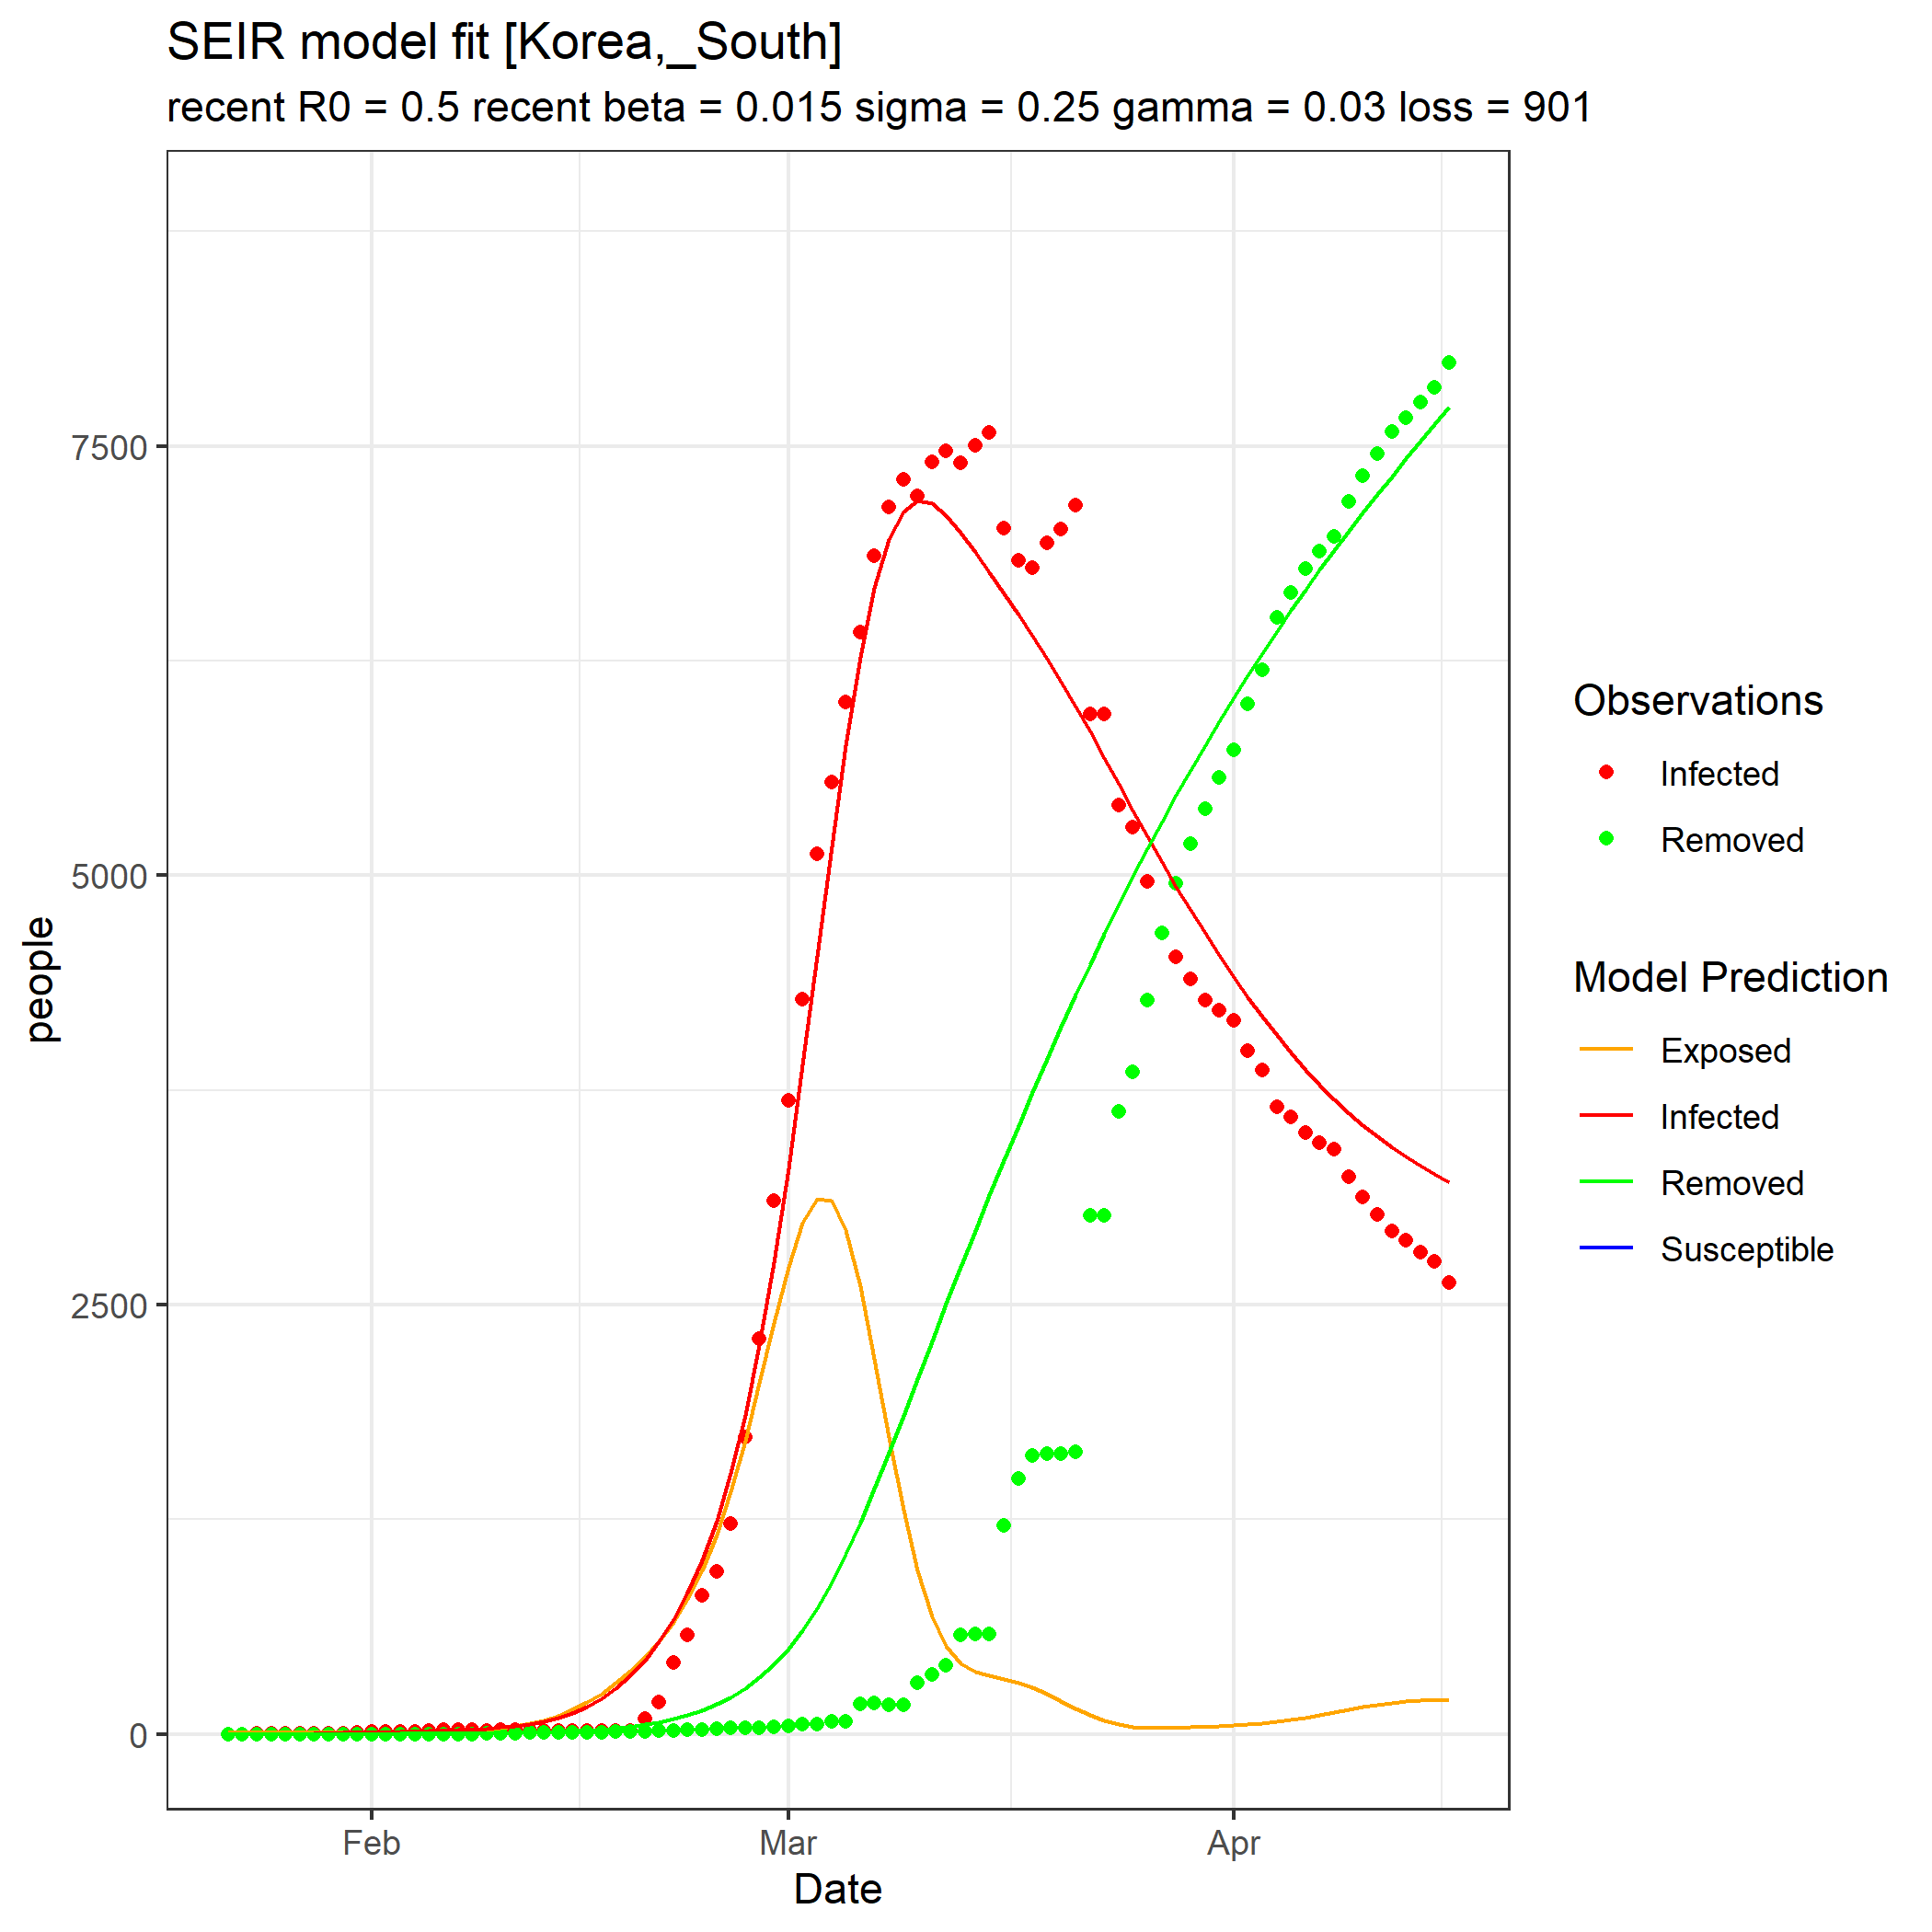 SEIR model fit [Korea,_South]
recent R0 = 0.5 recent beta = 0.015 sigma = 0.25 gamma = 0.03 loss = 901
7500
5000
2500
0
people
Feb
Mar
Apr
Date
Observations
Infected
Removed
Model Prediction
Exposed
Infected
Removed
Susceptible